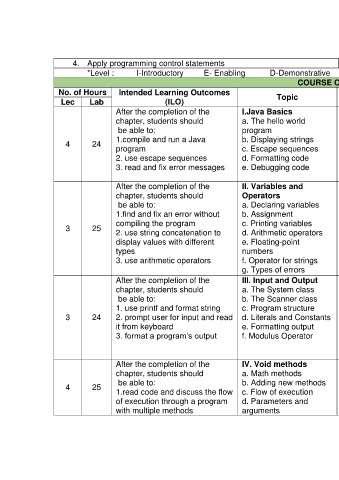 4. Apply programming control statements
*Level : I-Introductory E- Enabling D-Demonstrative
COURSE C
No. of Hours
Lec Lab
Intended Learning Outcomes
(ILO)
Topic
4
24
After the completion of the
chapter, students should
be able to:
1.compile and run a Java
program
2. use escape sequences
3. read and fix error messages
I.Java Basics
a. The hello world
program
b. Displaying strings
c. Escape sequences
d. Formatting code
e. Debugging code
3
25
After the completion of the
chapter, students should
be able to:
1.find and fix an error without
compiling the program
2. use string concatenation to
display values with different
types
3. use arithmetic operators
II. Variables and
Operators
a. Declaring variables
b. Assignment
c. Printing variables
d. Arithmetic operators
e. Floating-point
numbers
f. Operator for strings
g. Types of errors
3
24
After the completion of the
chapter, students should
be able to:
1. use printf and format string
2. prompt user for input and read
it from keyboard
3. format a program's output
III. Input and Output
a. The System class
b. The Scanner class
c. Program structure
d. Literals and Constants
e. Formatting output
f. Modulus Operator
4
25
After the completion of the
chapter, students should
be able to:
1.read code and discuss the flow
of execution through a program
with multiple methods
IV. Void methods
a. Math methods
b. Adding new methods
c. Flow of execution
d. Parameters and
arguments